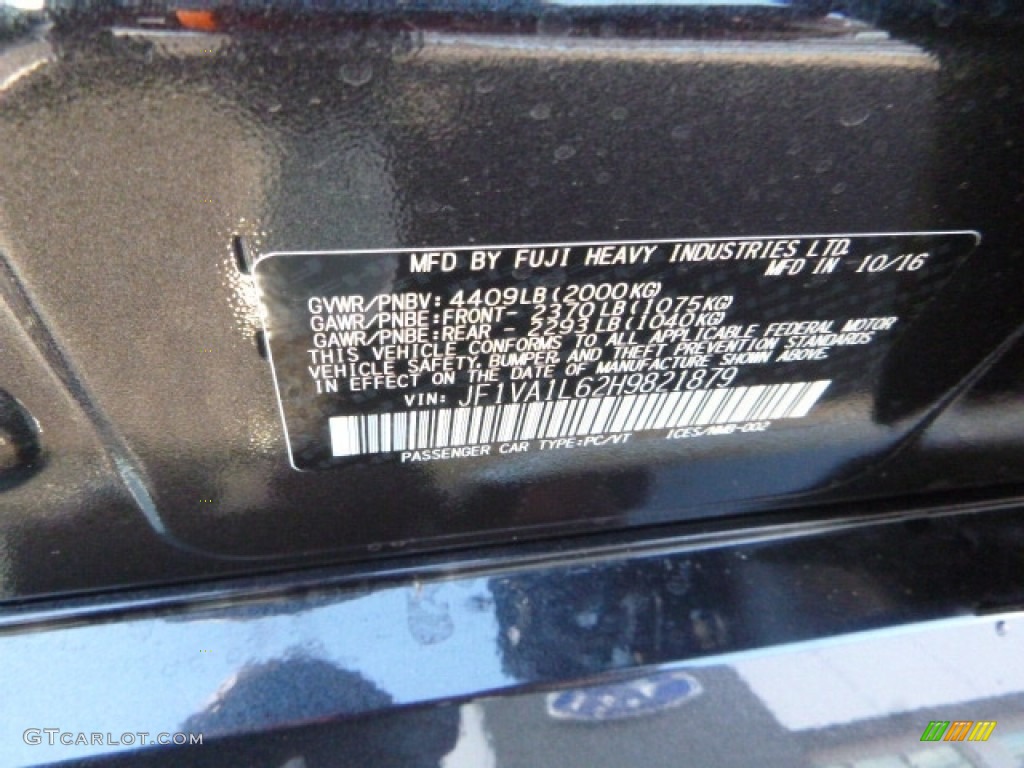 MFD BY FUJI HEAVY INDUSTRIES LTD.
MFD IN 10/16
GVWR/PNBV: 4409LB(2000KG)
GAWR/PNBE:FRONT- 2370LB(1075KG)
GAWR/PNBE:REAR - 2293LB(1040KG)
THIS VEHICLE CONFORMS TO ALL APPLICABLE FEDERAL MOTOR
VEHICLE SAFETY, BUMPER, AND THEFT PREVENTION STANDARDS
IN EFFECT ON THE DATE OF MANUFACTURE SHOWN ABOVE.
VIN: JF1VA1L62H9821879
PASSENGER CAR TYPE:PC/VT ICES/NMB-002
GTCARLOT.COM